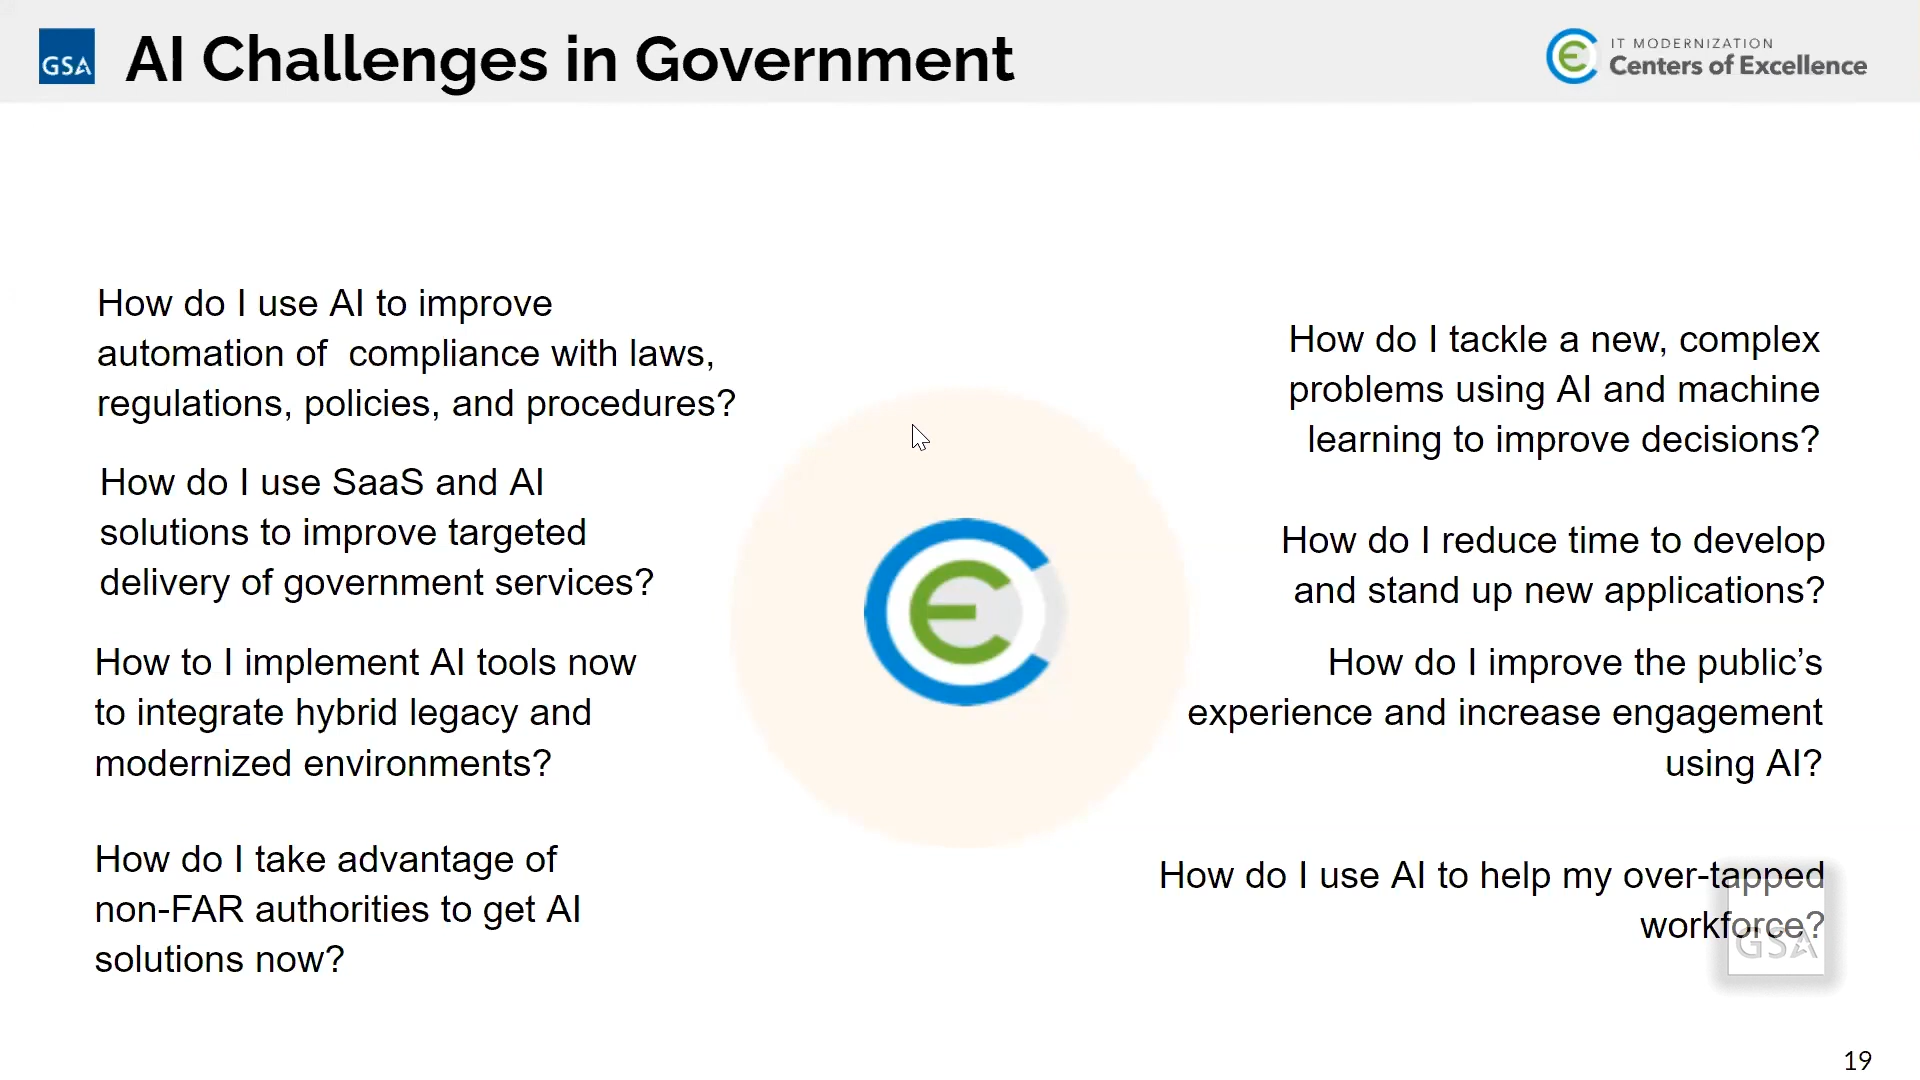 GSA
AI Challenges in Government
IT MODERNIZATION
Centers of Excellence
How do I use AI to improve
automation of  compliance with laws,
regulations, policies, and procedures?
How do I use SaaS and AI
solutions to improve targeted
delivery of government services?
How to I implement AI tools now
to integrate hybrid legacy and
modernized environments?
How do I take advantage of
non-FAR authorities to get AI
solutions now?
How do I tackle a new, complex
problems using AI and machine
learning to improve decisions?
How do I reduce time to develop
and stand up new applications?
How do I improve the public’s
experience and increase engagement
using AI?
How do I use AI to help my over-tapped
workforce?
GSA
19